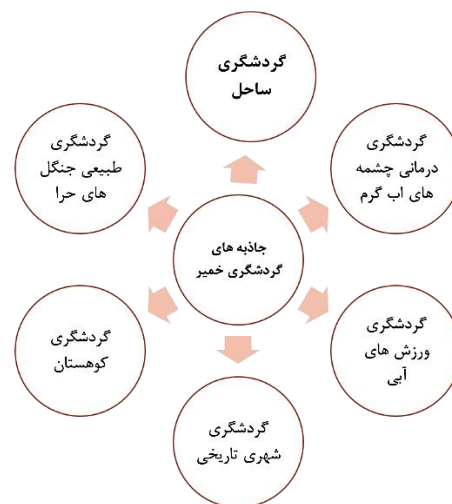 گردشگری
ساحل
گردشگری
درمانی چشمه
های اب گرم
گردشگری
طبیعی جنگل
های حرا
جاذبه های
گردشگری خمیر
گردشگری
ورزش های
آبی
گردشگری
کوهستان
گردشگری
شهری تاریخی